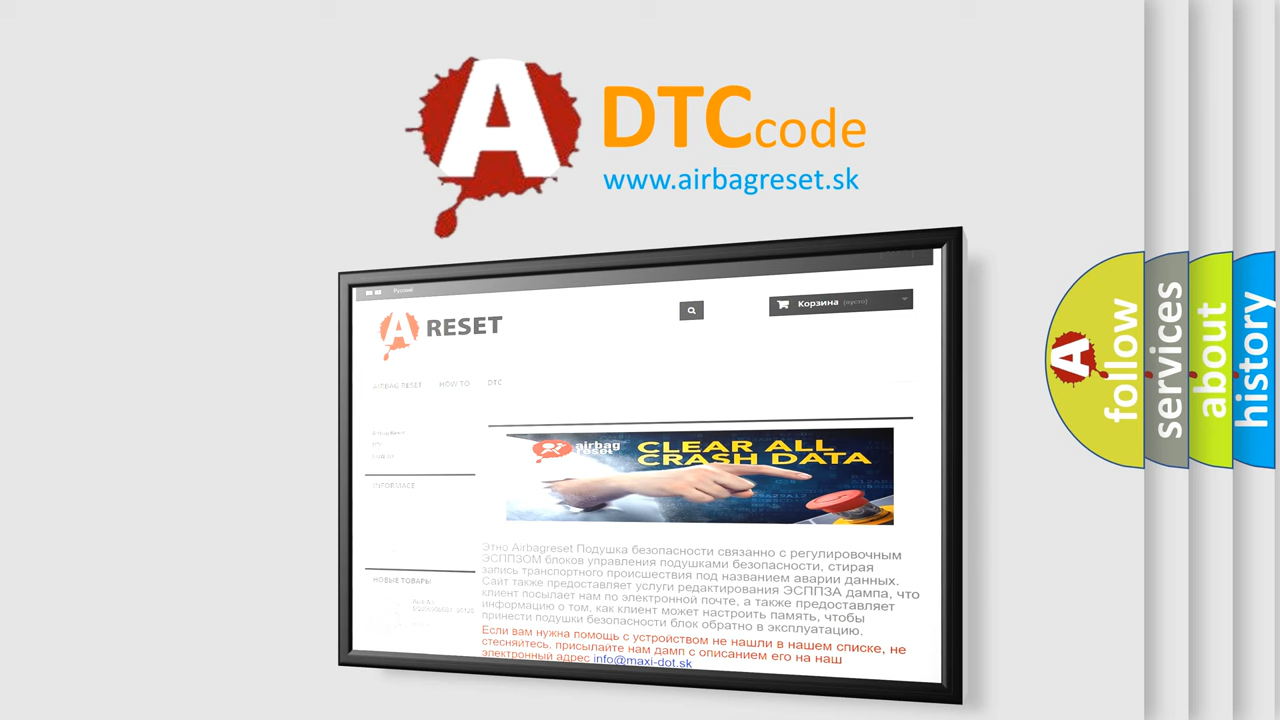 A
DTC code
www.airbagreset.sk
Русский
A RESET
Корзина (пусто)
AIRBAG RESET HOW TO DTC
INFORMACE
airbag
reset
CLEAR ALL
CRASH DATA
Этно Airbagreset Подушка безопасности связанно с регулировочным
ЭСППЗОМ блоков управления подушками безопасности, стирая
запись транспортного происшествия под названием аварии данных.
Сайт также предоставляет услуги редактирования ЭСППЗА дампа, что
клиент посылает нам по электронной почте, а также предоставляет
информацию о том, как клиент может настроить память, чтобы
принести подушки безопасности блок обратно в эксплуатацию.
Если вам нужна помощь с устройством не нашли в нашем списке, не
стесняйтесь, присылайте нам дамп с описанием его на наш
электронный адрес info@maxi-dot.sk
НОВЫЕ ТОВАРЫ
A
follow
services
about
history